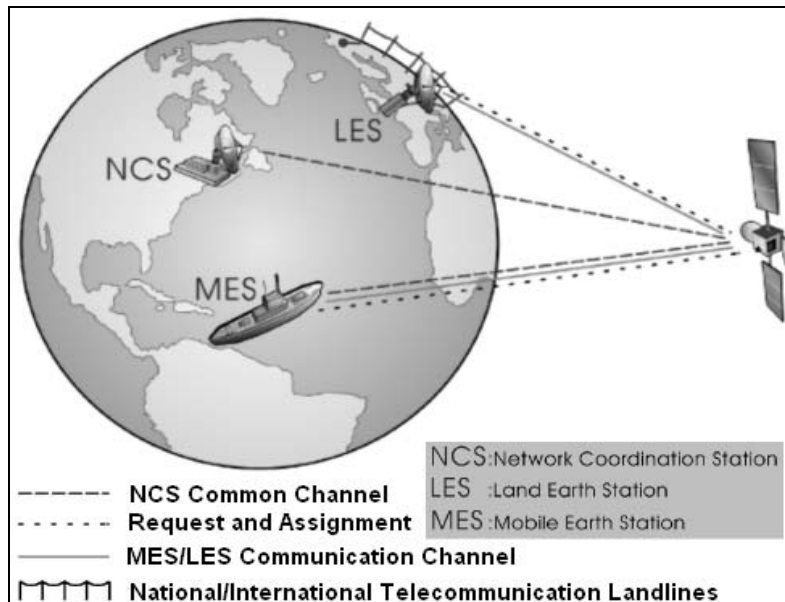 LES
NCS
MES
NCS:Network Coordination Station
LES :Land Earth Station
MES:Mobile Earth Station
NCS Common Channel
Request and Assignment
MES/LES Communication Channel
National/International Telecommunication Landlines